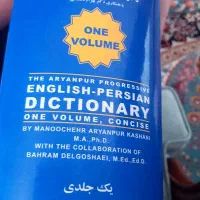 ONE
VOLUME
THE ARYANPUR PROGRESSIVE
ENGLISH-PERSIAN
DICTIONARY
ONE VOLUME, CONCISE
BY MANOOCHEHR ARYANPUR KASHANI
M.A.,Ph.D.
WITH THE COLLABORATION OF
BAHRAM DELGOSHAEI, M.Ed.,Ed.D.
یک جلدی